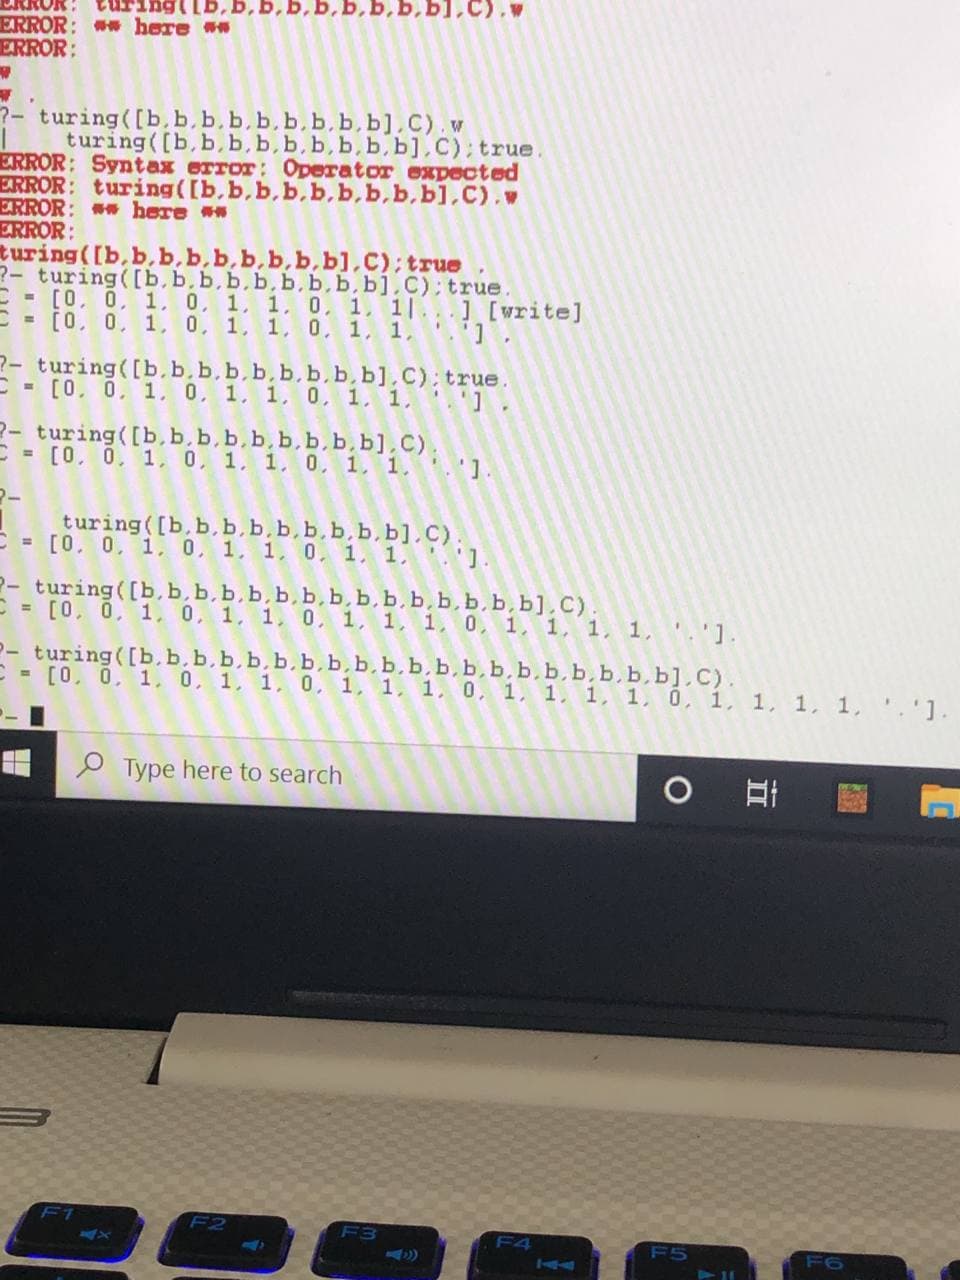 ERROR: turing([b,b,b,b,b,b,b,b,b],C).w
ERROR: ** here **
ERROR:
w
w .
?- turing([b,b,b,b,b,b,b,b,b],C).w
| turing([b,b,b,b,b,b,b,b,b],C);true.
ERROR: Syntax error: Operator expected
ERROR: turing([b,b,b,b,b,b,b,b,b],C).w
ERROR: ** here **
ERROR:
turing([b,b,b,b,b,b,b,b,b],C);true .
?- turing([b,b,b,b,b,b,b,b,b],C);true.
C = [0, 0, 1, 0, 1, 1, 0, 1, 1|...] [write]
C = [0, 0, 1, 0, 1, 1, 0, 1, 1, '.'] .
?- turing([b,b,b,b,b,b,b,b,b],C);true.
C = [0, 0, 1, 0, 1, 1, 0, 1, 1, '.'] .
?- turing([b,b,b,b,b,b,b,b,b],C).
C = [0, 0, 1, 0, 1, 1, 0, 1, 1, '.'].
?-
| turing([b,b,b,b,b,b,b,b,b],C).
C = [0, 0, 1, 0, 1, 1, 0, 1, 1, '.'].
?- turing([b,b,b,b,b,b,b,b,b,b,b,b,b,b,b],C).
C = [0, 0, 1, 0, 1, 1, 0, 1, 1, 1, 0, 1, 1, 1, 1, '.'].
?- turing([b,b,b,b,b,b,b,b,b,b,b,b,b,b,b,b,b,b,b,b],C).
C = [0, 0, 1, 0, 1, 1, 0, 1, 1, 1, 0, 1, 1, 1, 1, 0, 1, 1, 1, 1, '.'].
?-
Type here to search
F1
F2
F3
F4
F5
F6